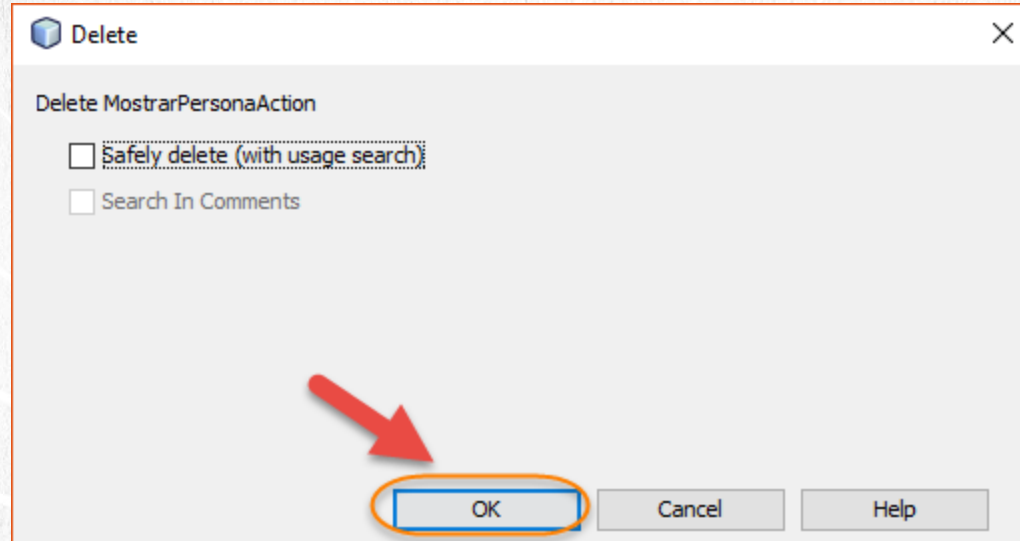 Delete
Delete MostrarPersonaAction
Safely delete (with usage search)
Search In Comments
OK Cancel Help